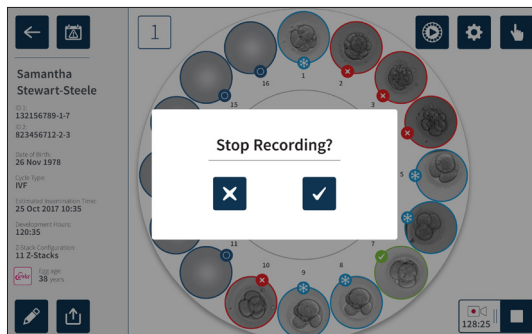 1
Samantha
Stewart-Steele
ID 1:
132156789-1-7
ID 2:
823456712-2-3
Date of Birth:
26 Nov 1978
Cycle Type:
IVF
Estimated Insemination Time:
25 Oct 2017 10:35
Development Hours:
120:35
Z-Stack Configuration:
11 Z-Stacks
Egg age:
38 years
Stop Recording?
1
2
3
5
7
8
9
10
11
15
16
128:25